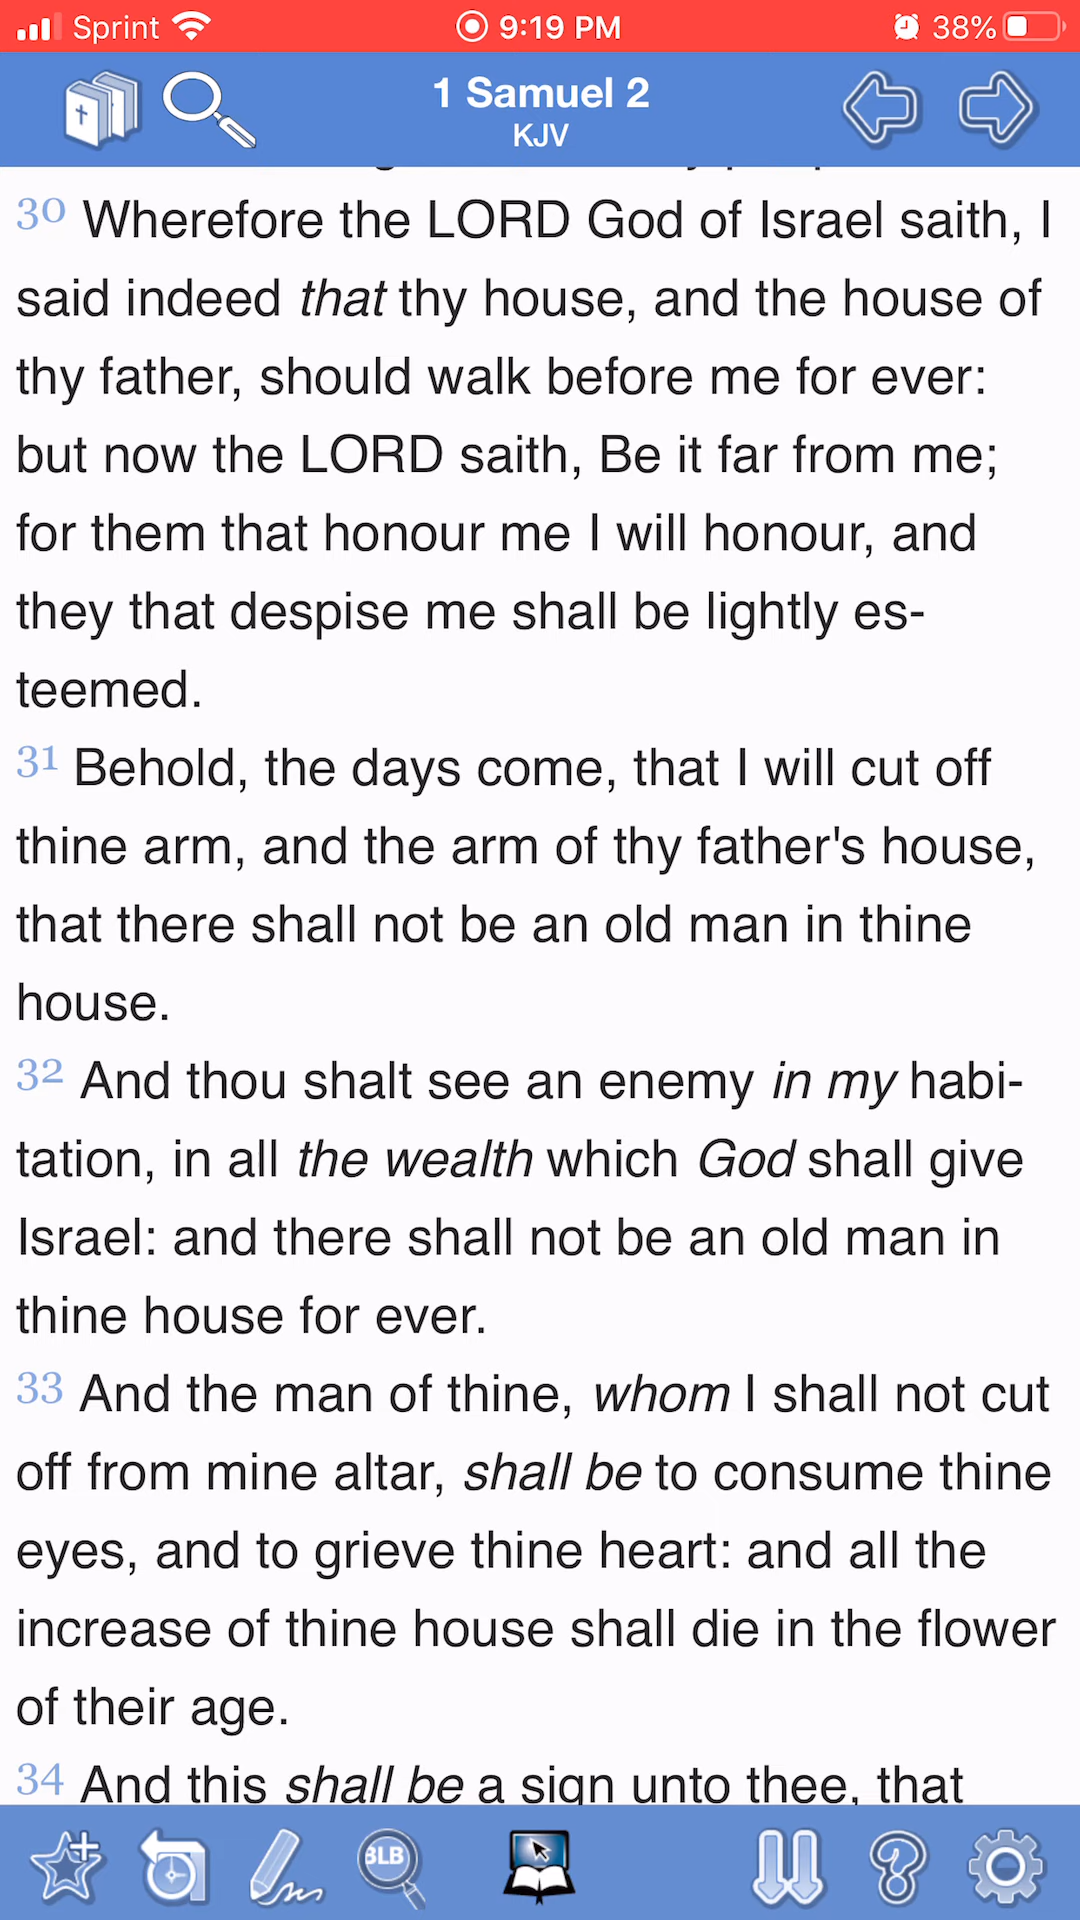 Sprint 9:19 PM 38%
1 Samuel 2
KJV
30 Wherefore the LORD God of Israel saith, I
said indeed that thy house, and the house of
thy father, should walk before me for ever:
but now the LORD saith, Be it far from me;
for them that honour me I will honour, and
they that despise me shall be lightly es-
teemed.
31 Behold, the days come, that I will cut off
thine arm, and the arm of thy father's house,
that there shall not be an old man in thine
house.
32 And thou shalt see an enemy in my habi-
tation, in all the wealth which God shall give
Israel: and there shall not be an old man in
thine house for ever.
33 And the man of thine, whom I shall not cut
off from mine altar, shall be to consume thine
eyes, and to grieve thine heart: and all the
increase of thine house shall die in the flower
of their age.
34 And this shall be a sign unto thee, that
BLB